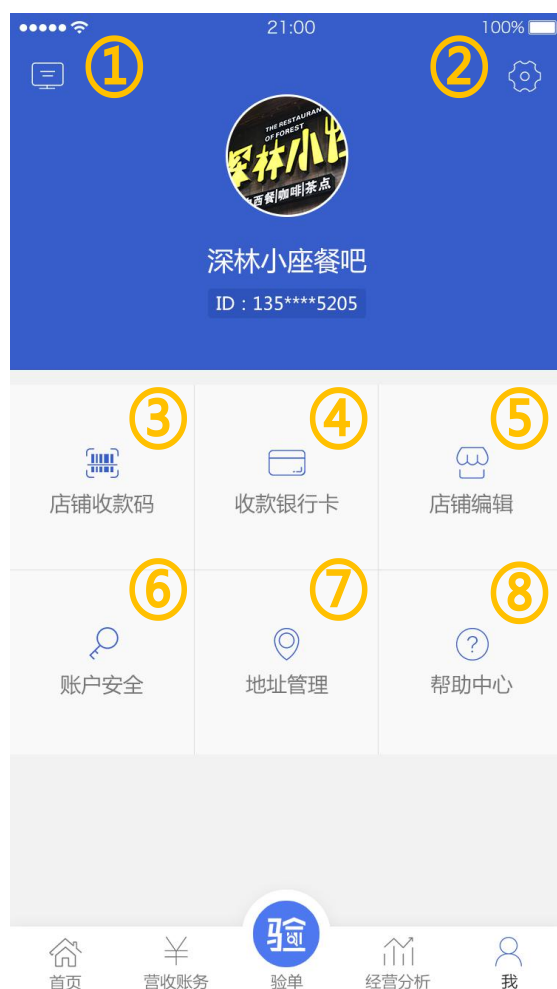 21:00 100%
① ②
THE RESTAURAN
OF FOREST
深林小
西餐|咖啡|茶点
深林小座餐吧
ID：135****5205
③ ④ ⑤
店铺收款码 收款银行卡 店铺编辑
⑥ ⑦ ⑧
?
账户安全 地址管理 帮助中心
验
首页 营收账务 验单 经营分析 我